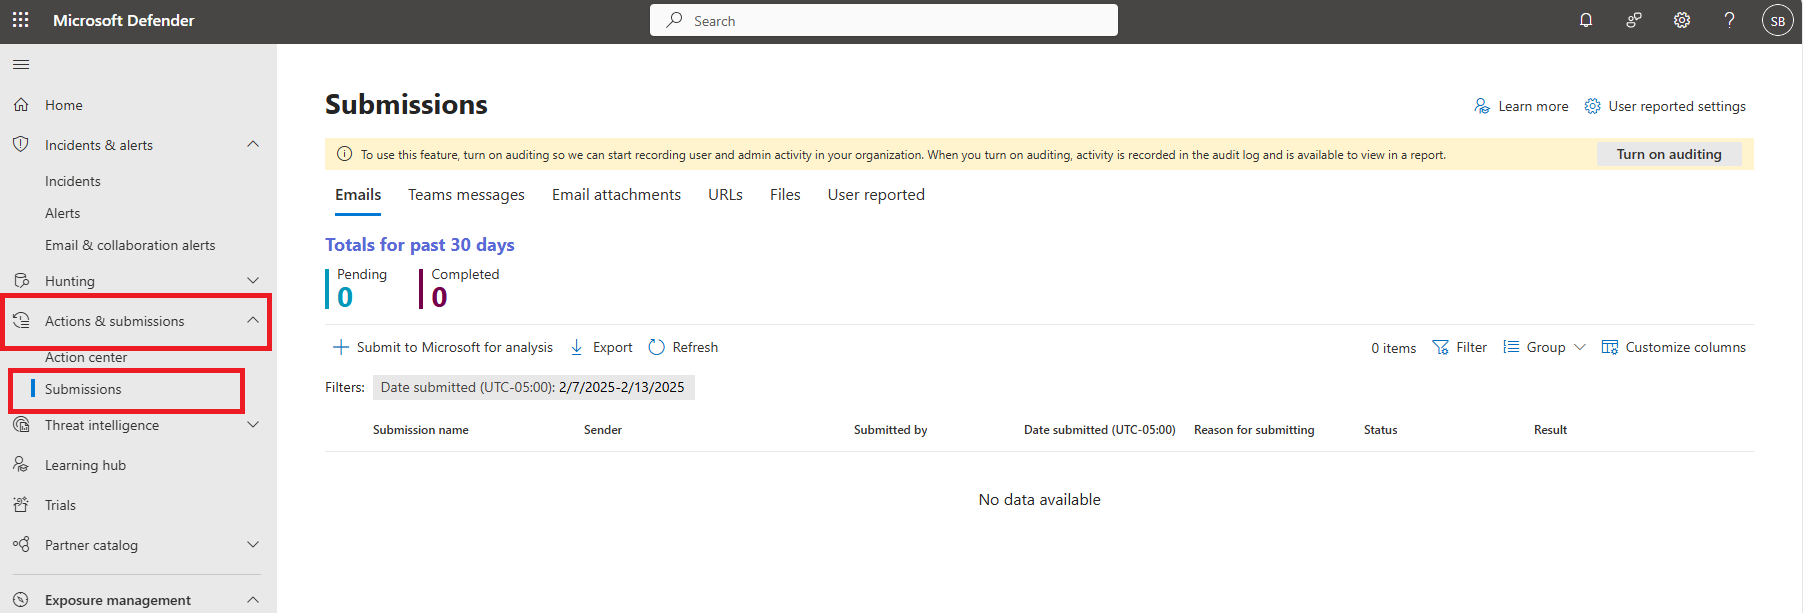 Microsoft Defender
Search
SB
Home
Incidents & alerts
Incidents
Alerts
Email & collaboration alerts
Hunting
Actions & submissions
Action center
Submissions
Threat intelligence
Learning hub
Trials
Partner catalog
Exposure management
Submissions
Learn more User reported settings
To use this feature, turn on auditing so we can start recording user and admin activity in your organization. When you turn on auditing, activity is recorded in the audit log and is available to view in a report. Turn on auditing
Emails Teams messages Email attachments URLs Files User reported
Totals for past 30 days
Pending Completed
0 0
Submit to Microsoft for analysis Export Refresh 0 items Filter Group Customize columns
Filters: Date submitted (UTC-05:00): 2/7/2025-2/13/2025
Submission name Sender Submitted by Date submitted (UTC-05:00) Reason for submitting Status Result
No data available